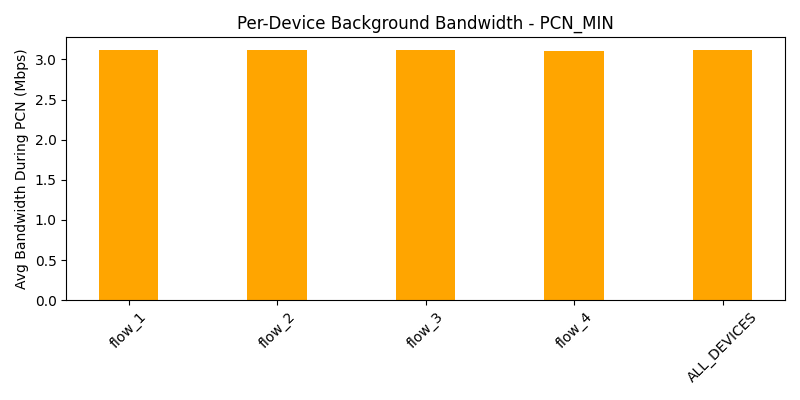 Per-Device Background Bandwidth - PCN_MIN
Avg Bandwidth During PCN (Mbps)
3.0
2.5
2.0
1.5
1.0
0.5
0.0
flow_1
flow_2
flow_3
flow_4
ALL_DEVICES